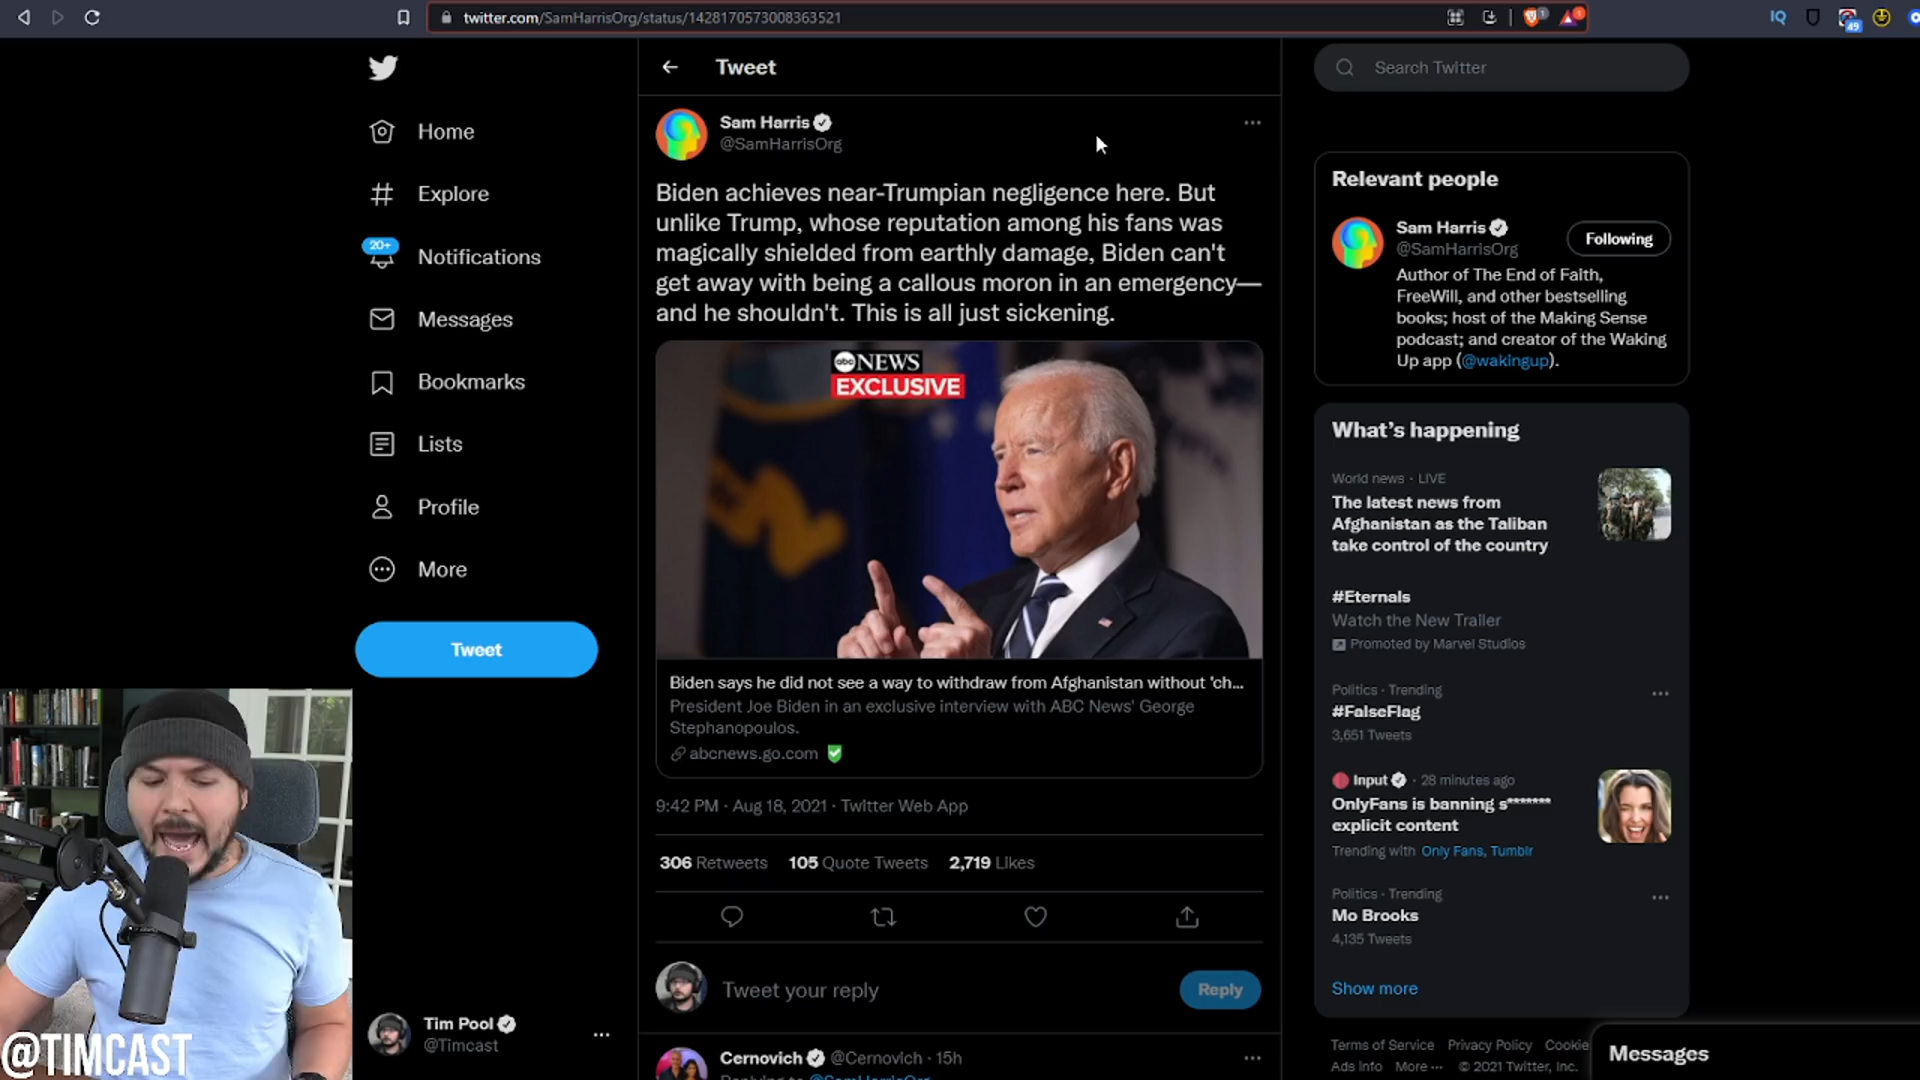 twitter.com/SamHarrisOrg/status/1428170573008363521
IQ
49
Home
Explore
20+
Notifications
Messages
Bookmarks
Lists
Profile
More
Tweet
Tim Pool
@Timcast
@TIMCAST
Tweet
Sam Harris
@SamHarrisOrg
Biden achieves near-Trumpian negligence here. But
unlike Trump, whose reputation among his fans was
magically shielded from earthly damage, Biden can't
get away with being a callous moron in an emergency—
and he shouldn't. This is all just sickening.
abc NEWS
EXCLUSIVE
Biden says he did not see a way to withdraw from Afghanistan without 'ch...
President Joe Biden in an exclusive interview with ABC News' George
Stephanopoulos.
abcnews.go.com
9:42 PM · Aug 18, 2021 · Twitter Web App
306 Retweets 105 Quote Tweets 2,719 Likes
Tweet your reply
Reply
Cernovich @Cernovich · 15h
Replying to @SamHarrisOrg
Search Twitter
Relevant people
Sam Harris
@SamHarrisOrg
Following
Author of The End of Faith,
FreeWill, and other bestselling
books; host of the Making Sense
podcast; and creator of the Waking
Up app (@wakingup).
What's happening
World news · LIVE
The latest news from
Afghanistan as the Taliban
take control of the country
#Eternals
Watch the New Trailer
Promoted by Marvel Studios
Politics · Trending
#FalseFlag
3,651 Tweets
Input · 28 minutes ago
OnlyFans is banning s*******
explicit content
Trending with Only Fans, Tumblr
Politics · Trending
Mo Brooks
4,135 Tweets
Show more
Terms of Service Privacy Policy Cookie
Ads info More ··· © 2021 Twitter, Inc.
Messages